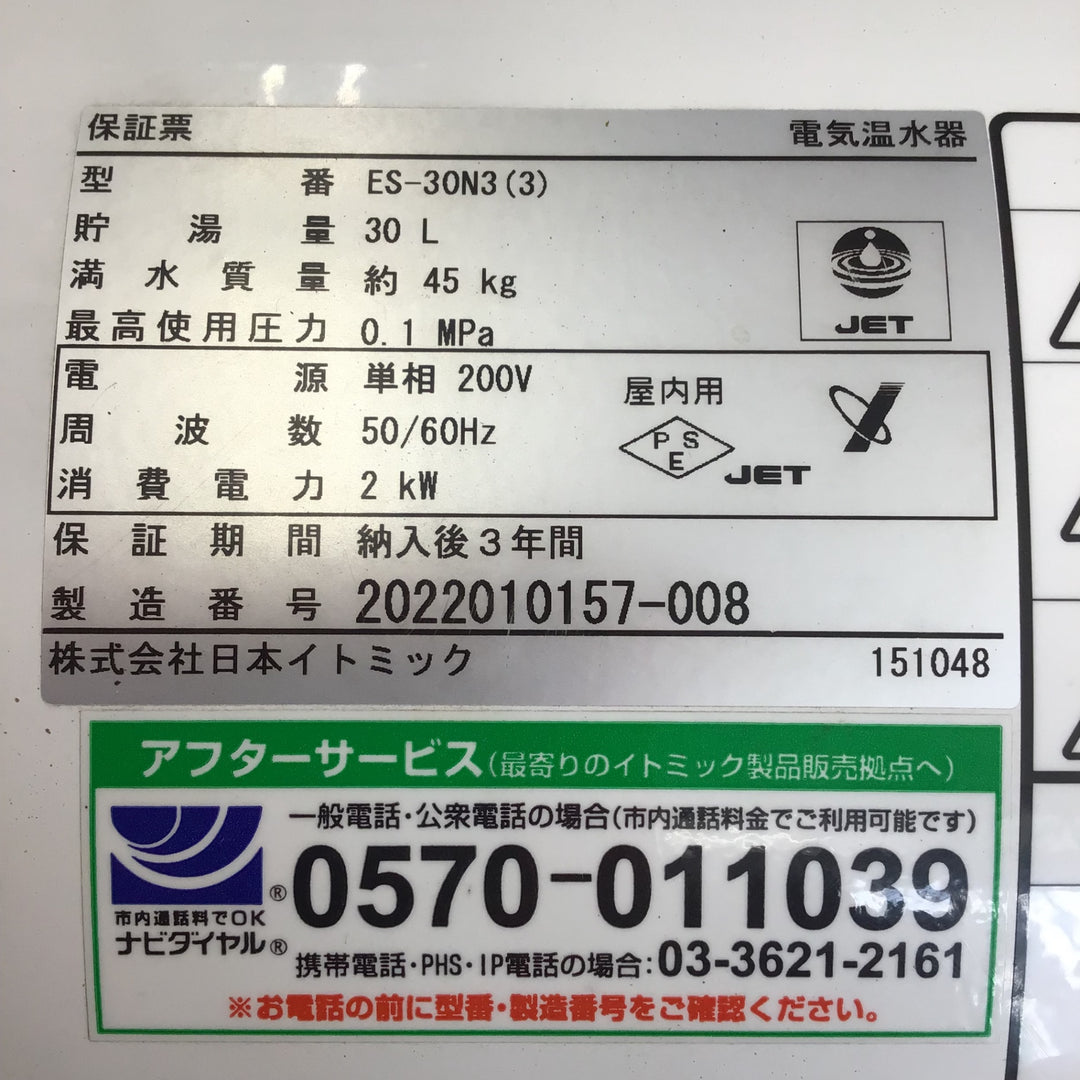 保証票 電気温水器
型番 ES-30N3(3)
貯湯量 30 L
満水質量 約 45 kg
最高使用圧力 0.1 MPa
JET
電源 単相 200V
周波数 50/60Hz
消費電力 2 kW
屋内用
PSE JET
保証期間 納入後3年間
製造番号 2022010157-008
株式会社日本イトミック 151048
アフターサービス(最寄りのイトミック製品販売拠点へ)
一般電話・公衆電話の場合(市内通話料金でご利用可能です)
0570-011039
市内通話料でOK
ナビダイヤル®
®
携帯電話・PHS・IP電話の場合:03-3621-2161
※お電話の前に型番・製造番号をご確認ください。